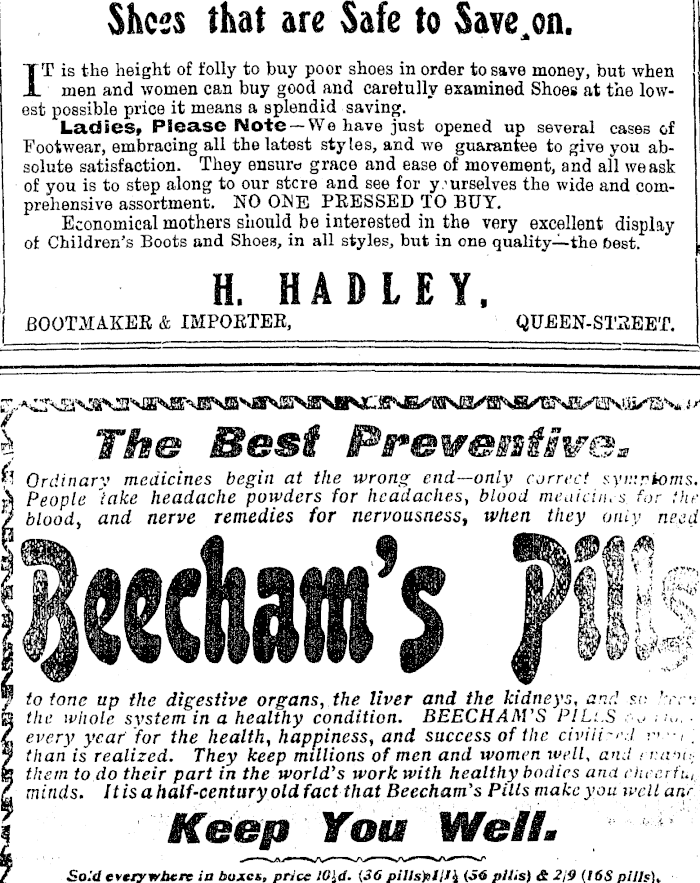 Shoes that are Safe to Save on.
IT is the height of folly to buy poor shoes in order to save money, but when
men and women can buy good and carefully examined Shoes at the low-
est possible price it means a splendid saving.
Ladies, Please Note—We have just opened up several cases of
Footwear, embracing all the latest styles, and we guarantee to give you ab-
solute satisfaction. They ensure grace and ease of movement, and all we ask
of you is to step along to our store and see for yourselves the wide and com-
prehensive assortment. NO ONE PRESSED TO BUY.
Economical mothers should be interested in the very excellent display
of Children's Boots and Shoes, in all styles, but in one quality—the best.
H. HADLEY,
BOOTMAKER & IMPORTER, QUEEN-STREET.
The Best Preventive.
Ordinary medicines begin at the wrong end—only correct symptoms.
People take headache powders for headaches, blood medicines for the
blood, and nerve remedies for nervousness, when they only need
Beecham's Pills
to tone up the digestive organs, the liver and the kidneys, and so keep
the whole system in a healthy condition. BEECHAM'S PILLS do more
every year for the health, happiness, and success of the civilized world
than is realized. They keep millions of men and women well, and enable
them to do their part in the world's work with healthy bodies and cheerful
minds. It is a half-century old fact that Beecham's Pills make you well and
Keep You Well.
Sold everywhere in boxes, price 10½d. (36 pills) 1/1½ (56 pills) & 2/9 (168 pills).